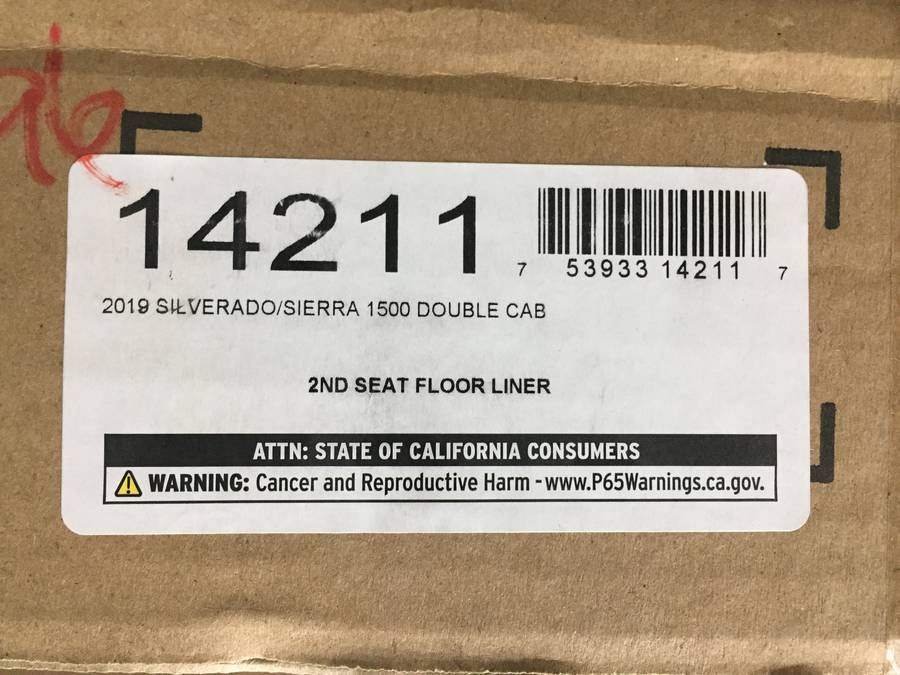 14211
7 53933 14211 7
2019 SILVERADO/SIERRA 1500 DOUBLE CAB
2ND SEAT FLOOR LINER
ATTN: STATE OF CALIFORNIA CONSUMERS
WARNING: Cancer and Reproductive Harm - www.P65Warnings.ca.gov.